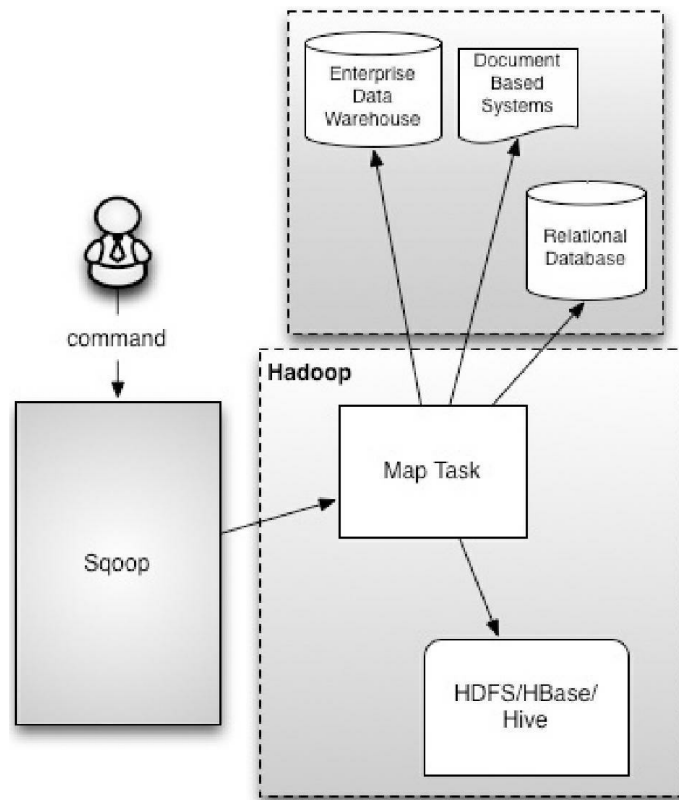 Enterprise
Data
Warehouse
Document
Based
Systems
Relational
Database
command
Hadoop
Map Task
Sqoop
HDFS/HBase/
Hive